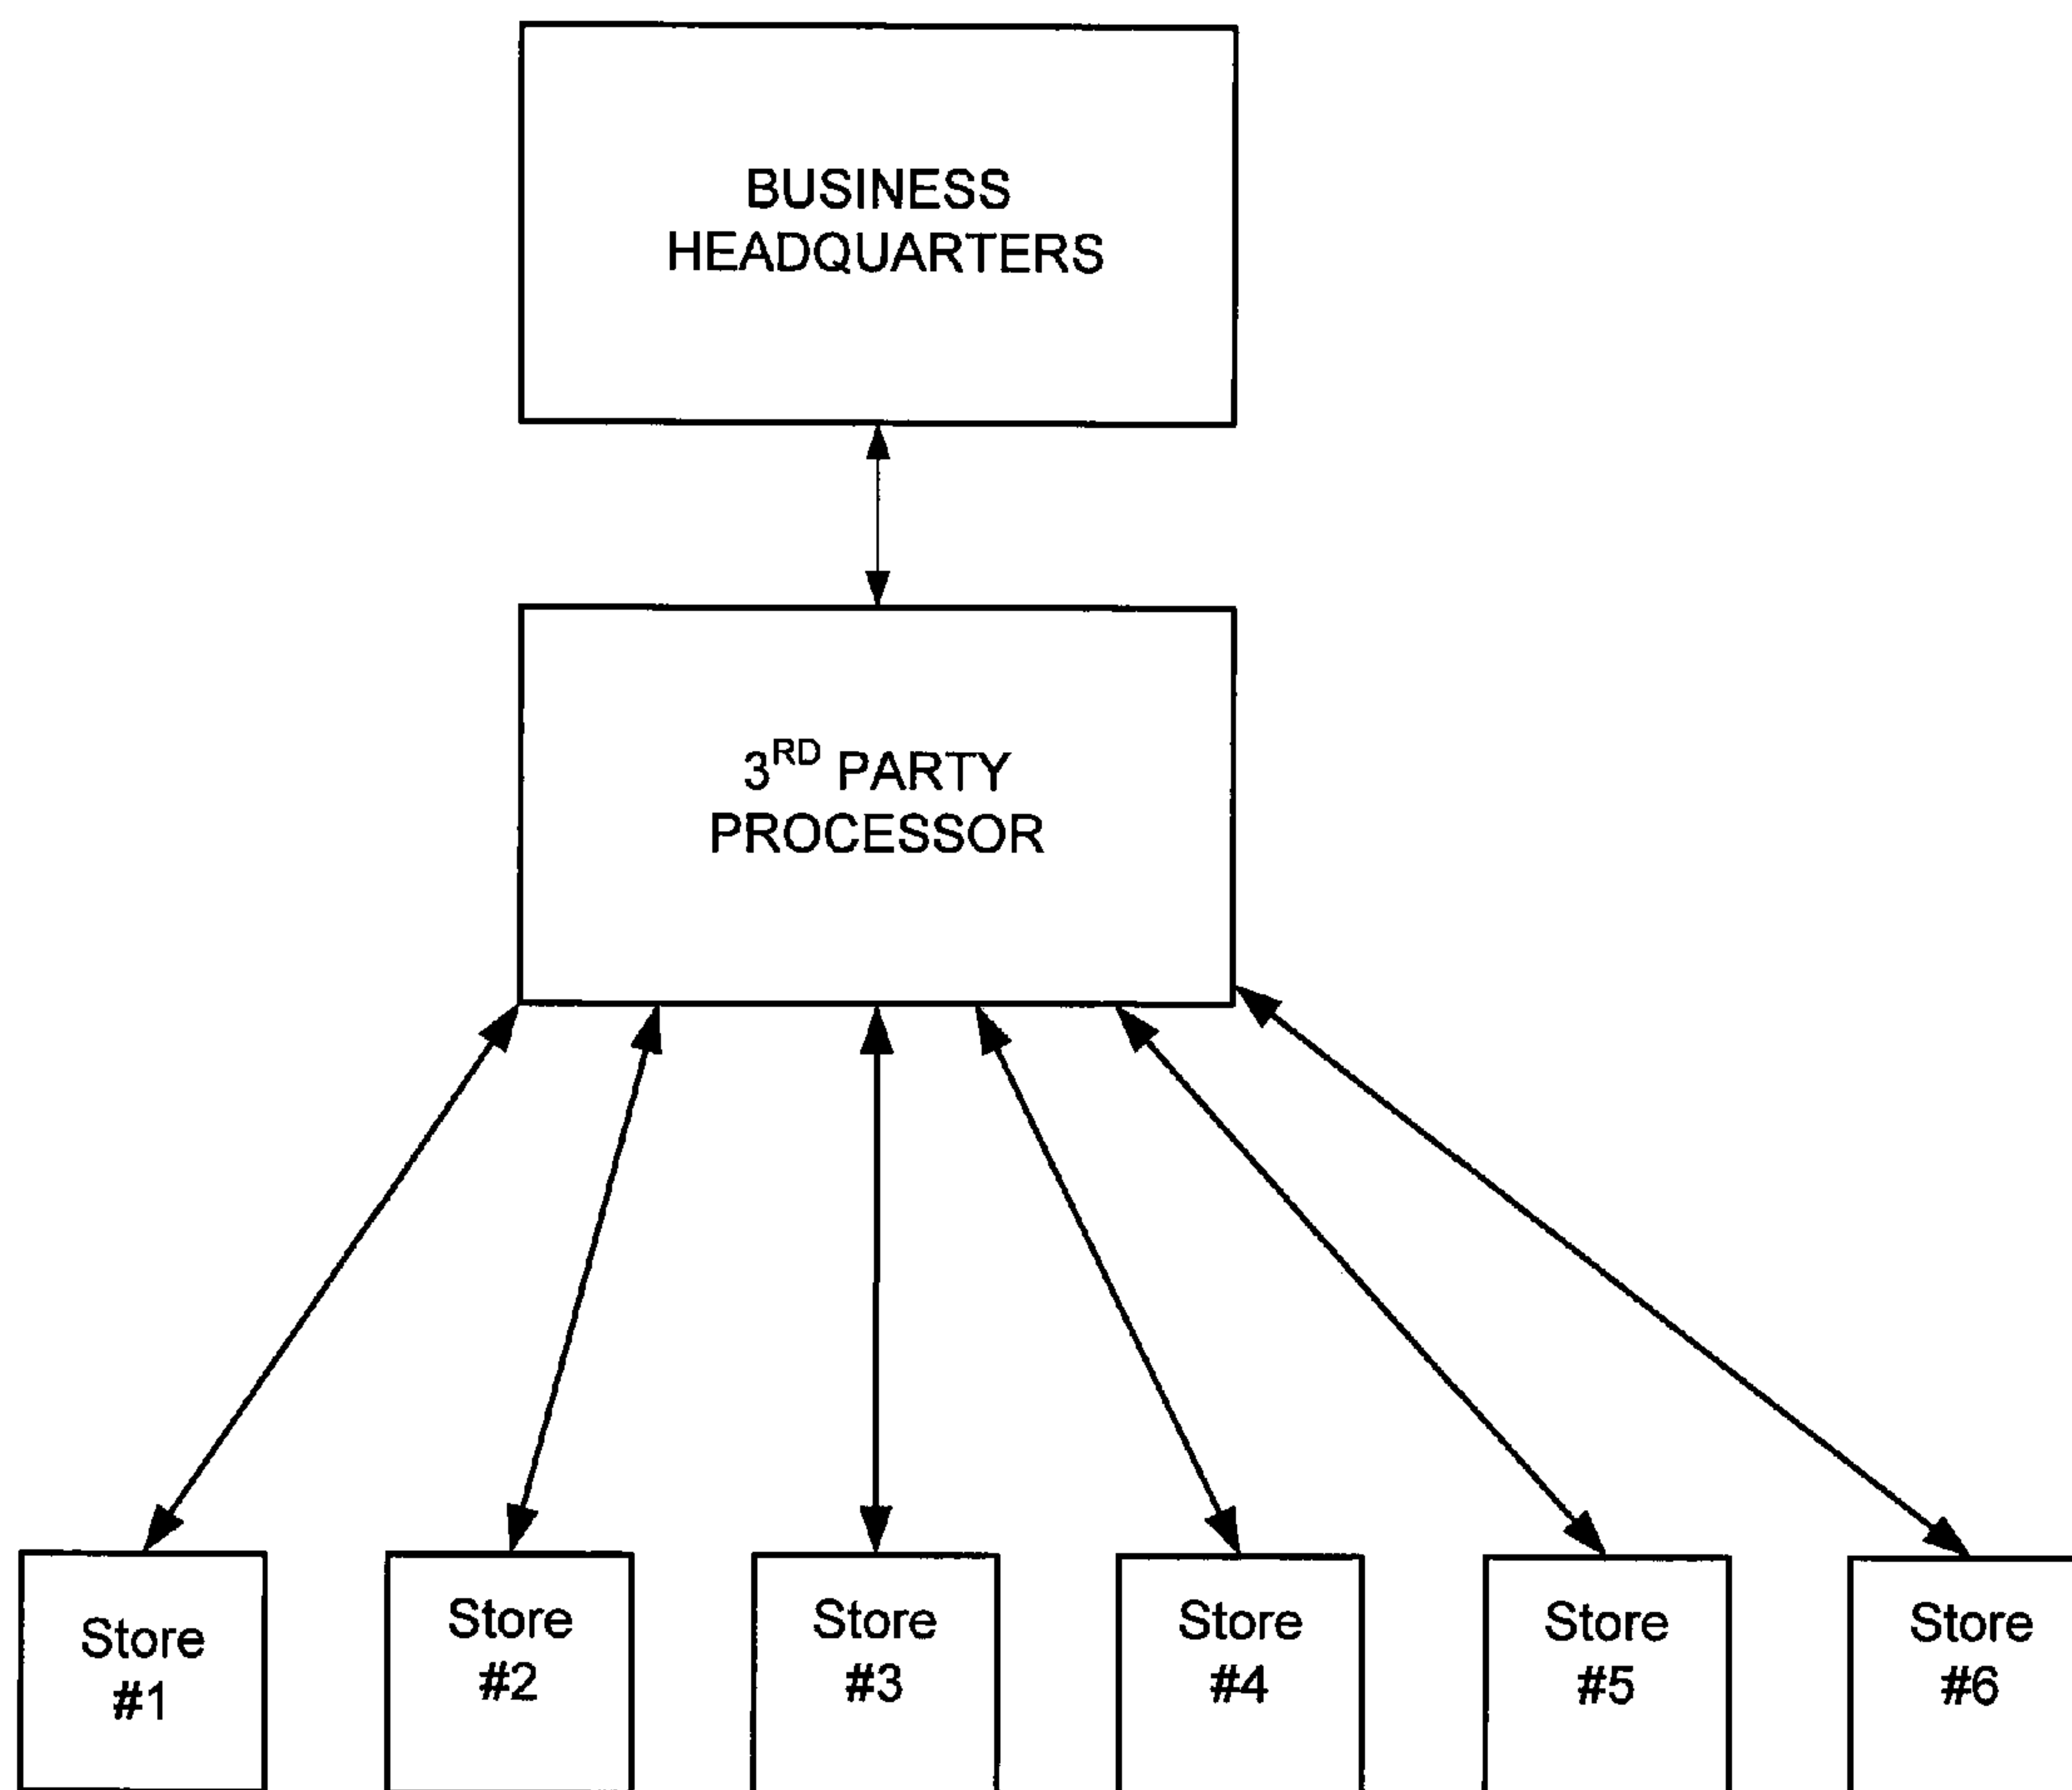 BUSINESS
HEADQUARTERS
3RD PARTY
PROCESSOR
Store
#1
Store
#2
Store
#3
Store
#4
Store
#5
Store
#6